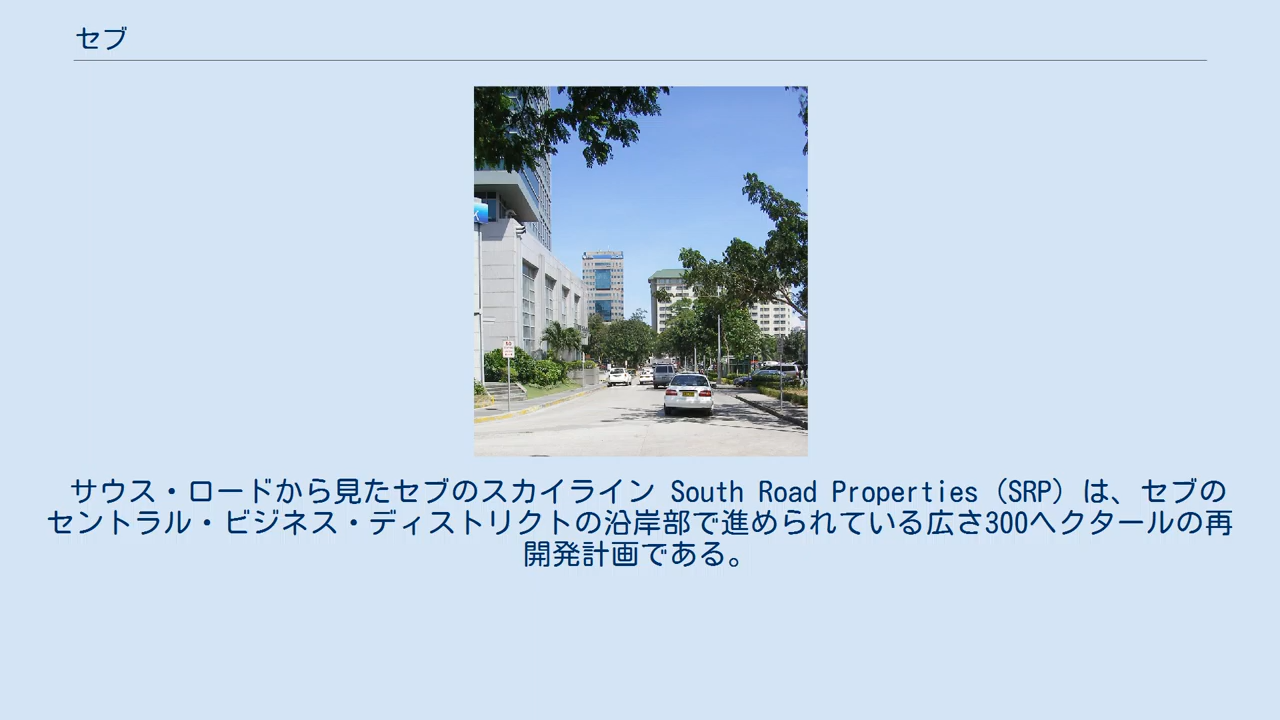 セブ
サウス・ロードから見たセブのスカイライン South Road Properties (SRP) は、セブの
セントラル・ビジネス・ディストリクトの沿岸部で進められている広さ300ヘクタールの再
開発計画である。